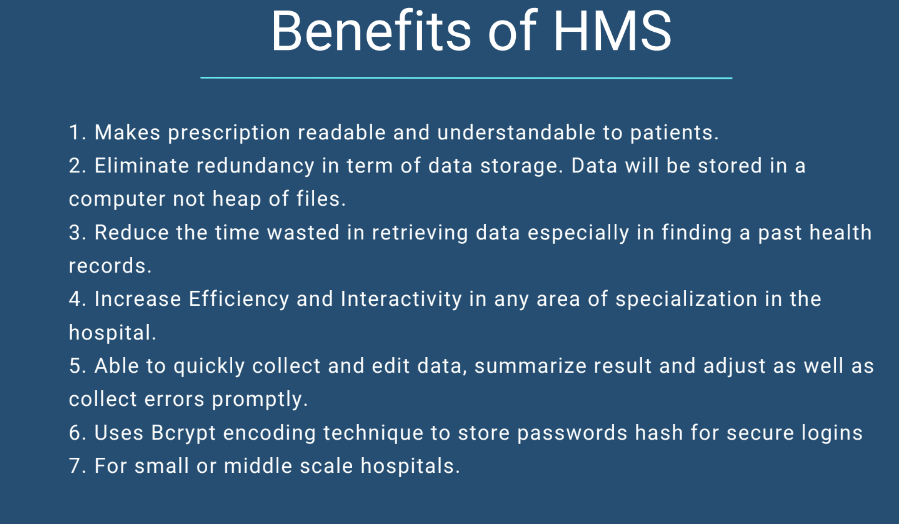 Benefits of HMS
1. Makes prescription readable and understandable to patients.
2. Eliminate redundancy in term of data storage. Data will be stored in a
computer not heap of files.
3. Reduce the time wasted in retrieving data especially in finding a past health
records.
4. Increase Efficiency and Interactivity in any area of specialization in the
hospital.
5. Able to quickly collect and edit data, summarize result and adjust as well as
collect errors promptly.
6. Uses Bcrypt encoding technique to store passwords hash for secure logins
7. For small or middle scale hospitals.